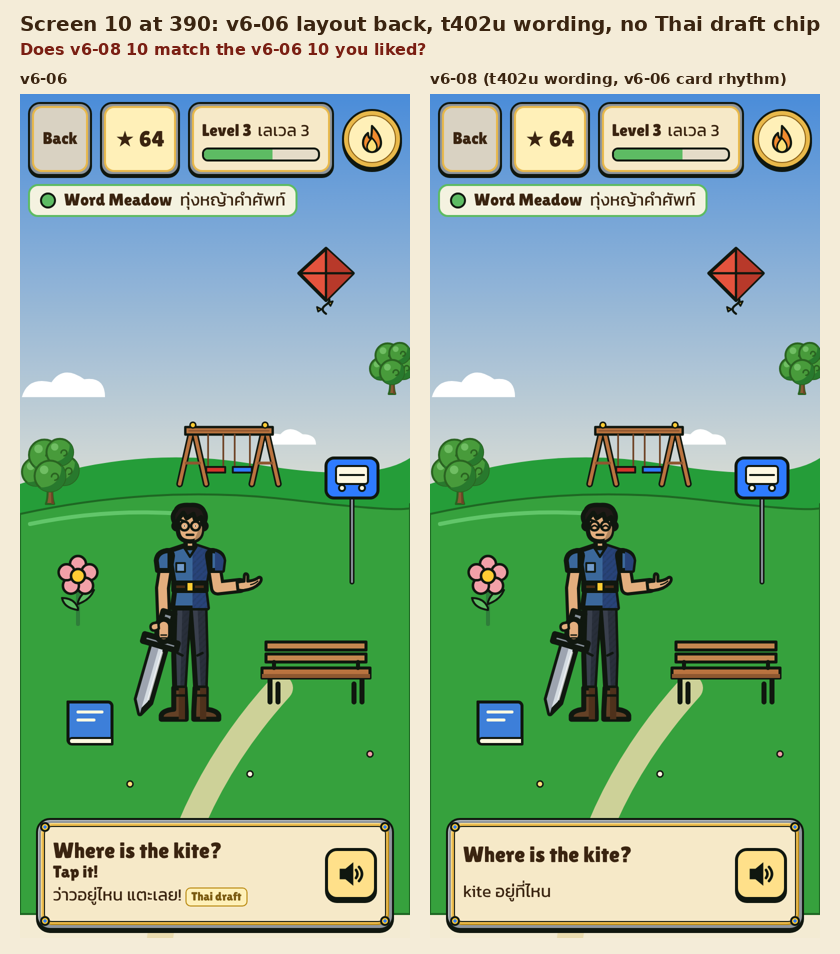 Screen 10 at 390: v6-06 layout back, t402u wording, no Thai draft chip
Does v6-08 10 match the v6-06 10 you liked?
v6-06
Back
★ 64
Level 3 เลเวล 3
Word Meadow ทุ่งหญ้าคำศัพท์
Where is the kite?
Tap it!
ว่าวอยู่ไหน แตะเลย! Thai draft
v6-08 (t402u wording, v6-06 card rhythm)
Back
★ 64
Level 3 เลเวล 3
Word Meadow ทุ่งหญ้าคำศัพท์
Where is the kite?
kite อยู่ที่ไหน